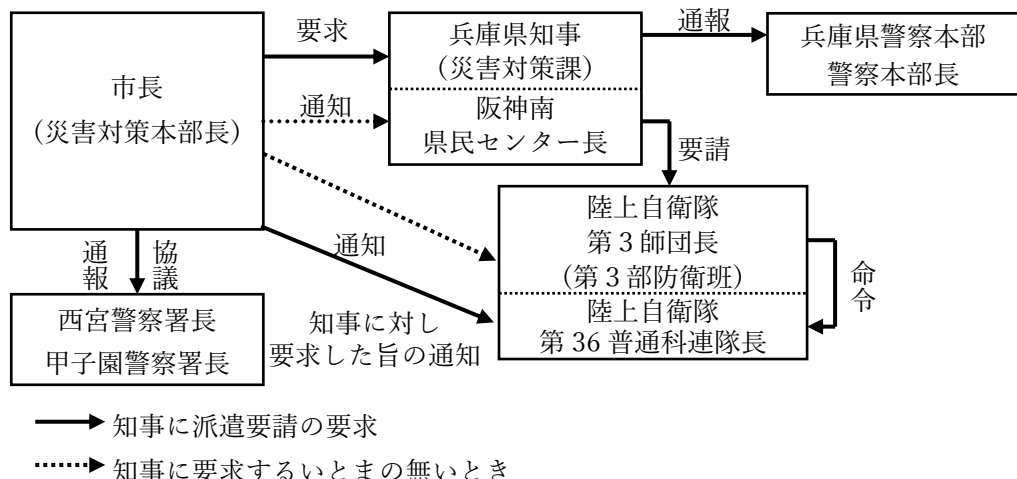 市長
（災害対策本部長）
要求
通知
兵庫県知事
（災害対策課）
阪神南
県民センター長
通報
兵庫県警察本部
警察本部長
要請
陸上自衛隊
第３師団長
（第３部防衛班）
陸上自衛隊
第 36 普通科連隊長
命令
通知
知事に対し
要求した旨の通知
通報
協議
西宮警察署長
甲子園警察署長
知事に派遣要請の要求
知事に要求するいとまの無いとき